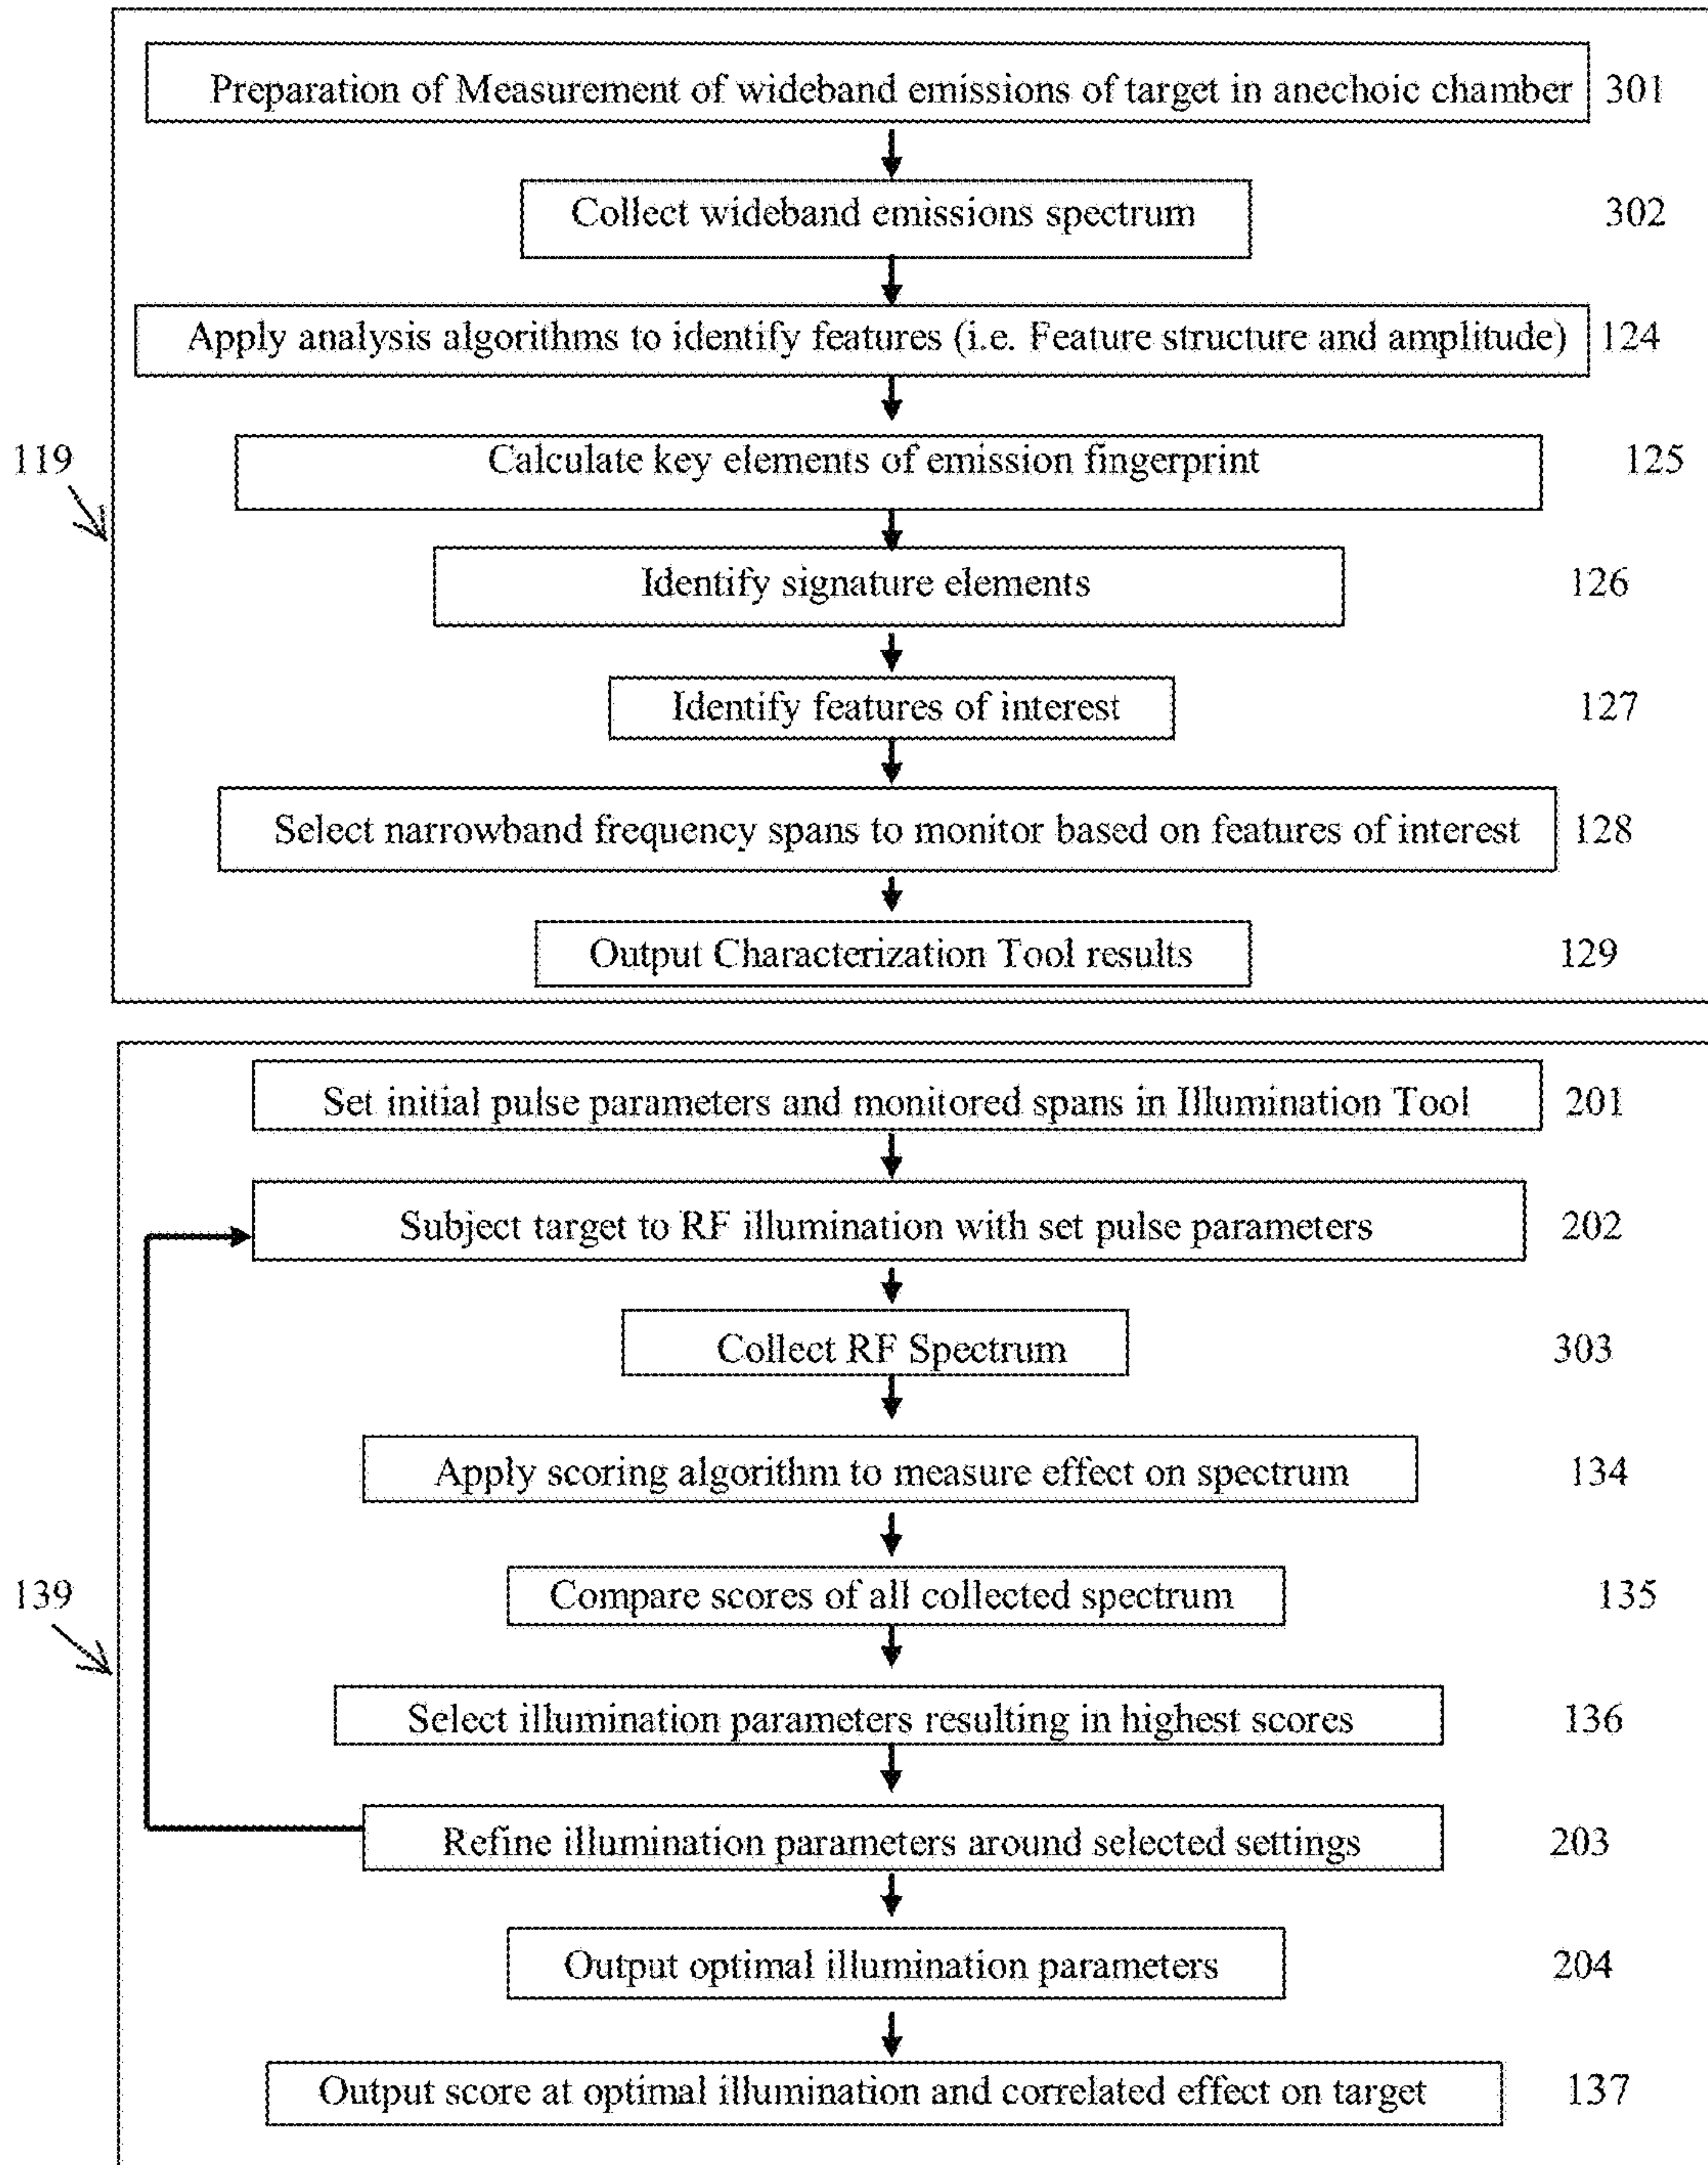 Preparation of Measurement of wideband emissions of target in anechoic chamber 301
Collect wideband emissions spectrum 302
Apply analysis algorithms to identify features (i.e. Feature structure and amplitude) 124
Calculate key elements of emission fingerprint 125
119
Identify signature elements 126
Identify features of interest 127
Select narrowband frequency spans to monitor based on features of interest 128
Output Characterization Tool results 129
Set initial pulse parameters and monitored spans in Illumination Tool 201
Subject target to RF illumination with set pulse parameters 202
Collect RF Spectrum 303
Apply scoring algorithm to measure effect on spectrum 134
139
Compare scores of all collected spectrum 135
Select illumination parameters resulting in highest scores 136
Refine illumination parameters around selected settings 203
Output optimal illumination parameters 204
Output score at optimal illumination and correlated effect on target 137